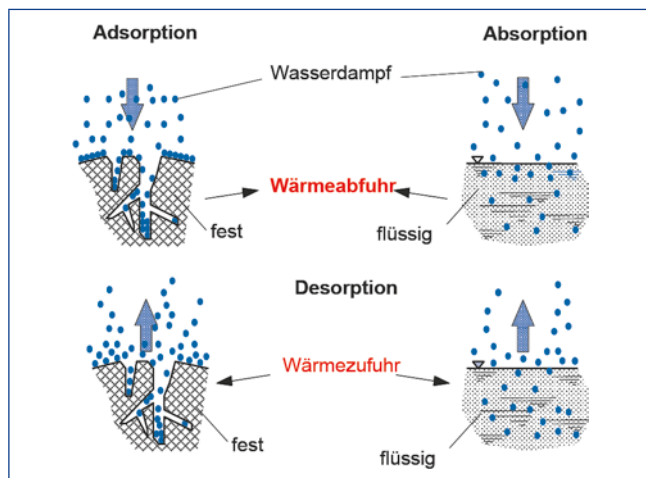 Adsorption
Absorption
Wasserdampf
Wärmeabfuhr
fest
flüssig
Desorption
Wärmezufuhr
fest
flüssig